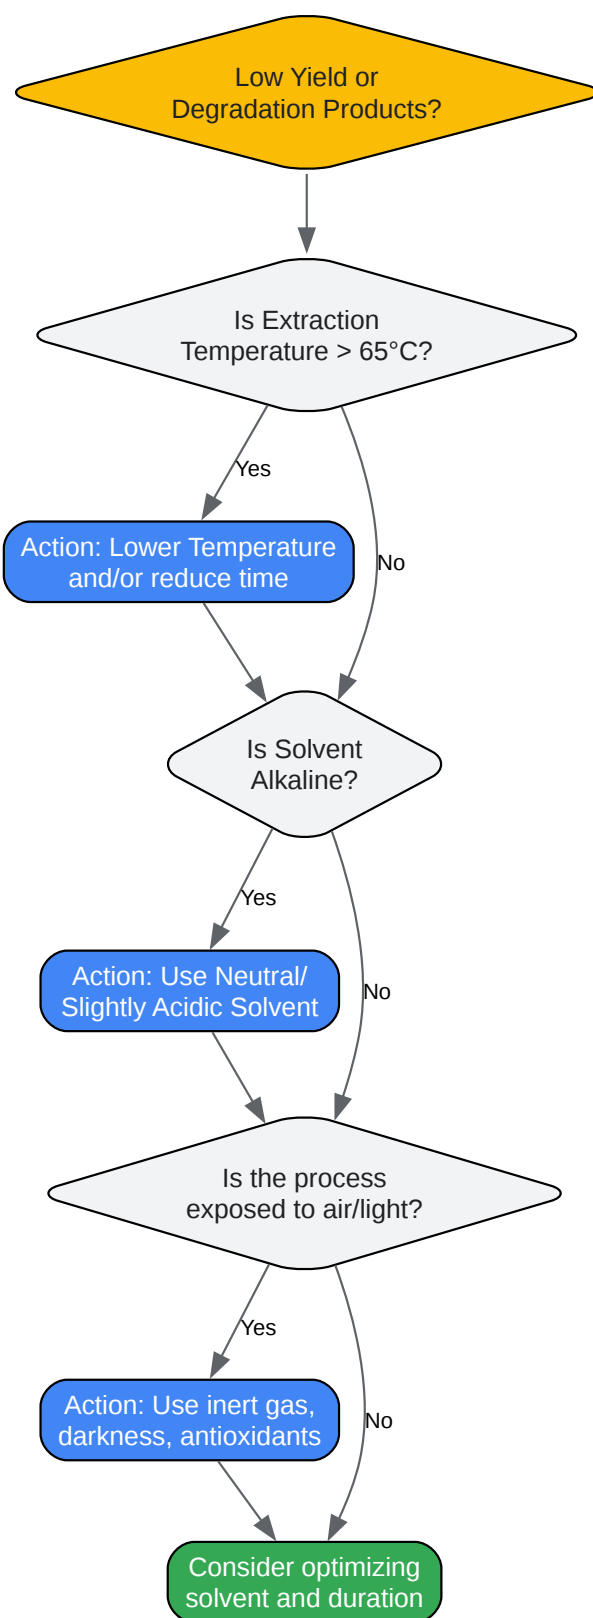 Low Yield or
Degradation Products?
Is Extraction
Temperature > 65°C?
Yes
Action: Lower Temperature
and/or reduce time
No
Is Solvent
Alkaline?
Yes
Action: Use Neutral/
Slightly Acidic Solvent
No
Is the process
exposed to air/light?
Yes
Action: Use inert gas,
darkness, antioxidants
No
Consider optimizing
solvent and duration